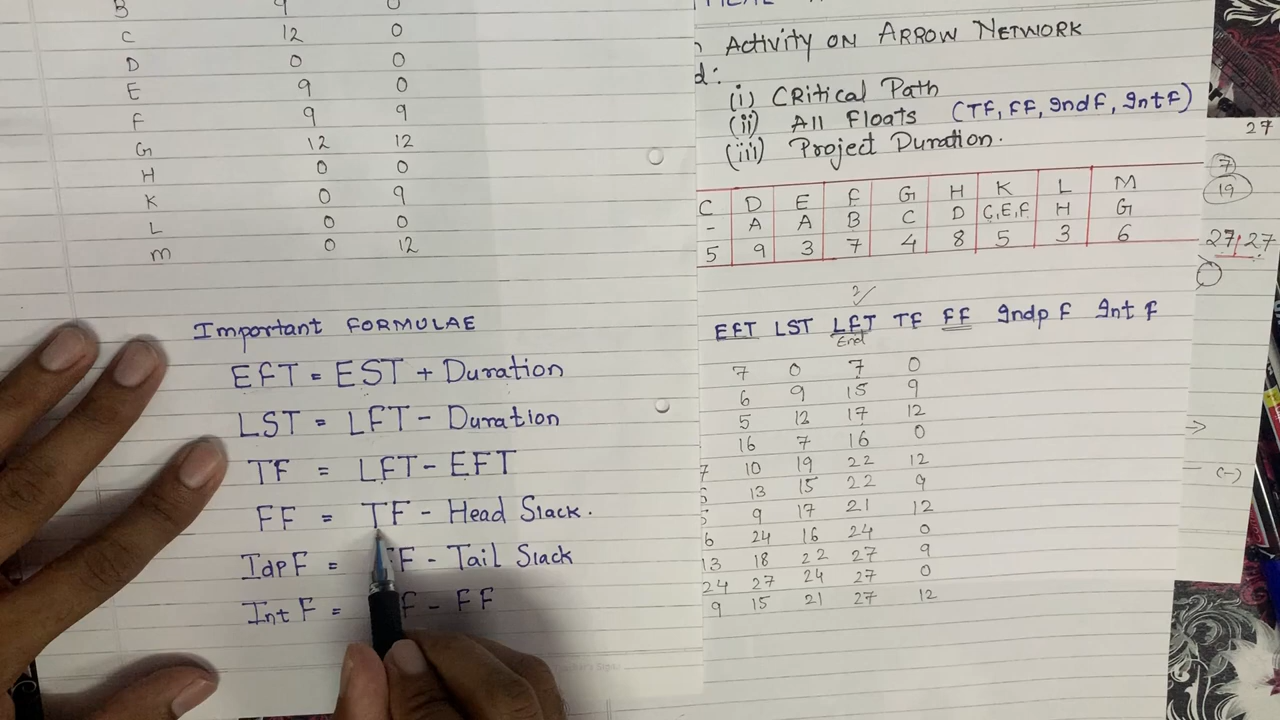 B 9 0
C 12 0
D 0 0
E 9 0
F 9 9
G 12 12
H 0 0
K 0 9
L 0 0
m 0 12
Important FORMULAE
EFT = EST + Duration
LST = LFT - Duration
TF = LFT - EFT
FF = TF - Head Slack.
IdpF = F - Tail Slack
Int F = F - FF
Activity ON ARROW NETWORK
d:
(i) CRitical Path
(ii) All Floats (TF, FF, IndF, IntF)
(iii) Project Duration.
C D E F G H K L M
- A A B C D C,E,F H G
5 9 3 7 4 8 5 3 6
EFT LST LFT TF FF Indp F Int F
End
7 0 7 0
6 9 15 9
5 12 17 12
16 7 16 0
7 10 19 22 12
6 13 15 22 9
5 9 17 21 12
6 24 16 24 0
13 18 22 27 9
24 27 24 27 0
9 15 21 27 12
27
7
19
27 27
(-)